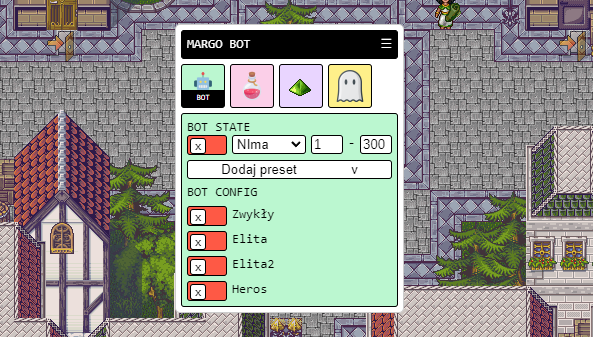 MARGO BOT ☰
BOT
BOT STATE
x NIma 1 - 300
Dodaj preset v
BOT CONFIG
x Zwykły
x Elita
x Elita2
x Heros